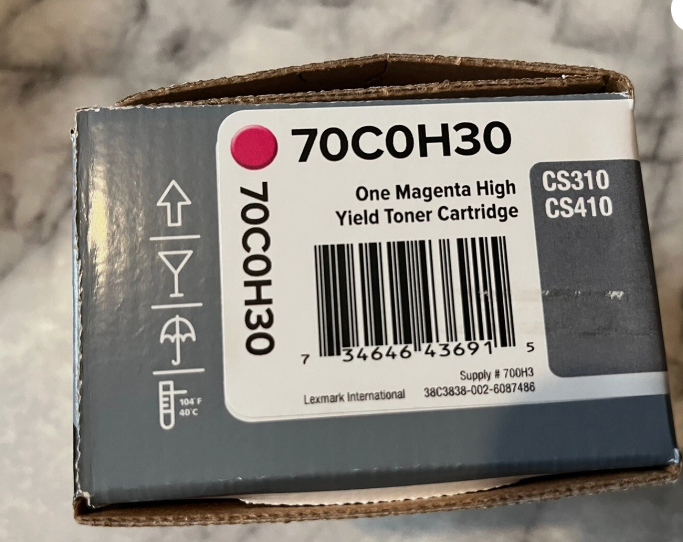 70C0H30
70C0H30
One Magenta High
Yield Toner Cartridge
CS310
CS410
7 34646 43691 5
Supply # 700H3
Lexmark International 38C3838-002-6087486
104°F
40°C